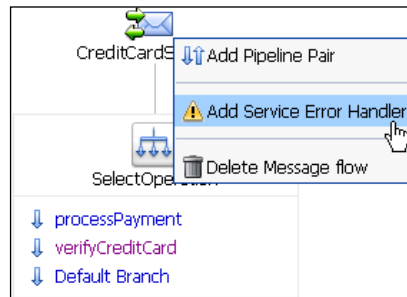 CreditCardS
Add Pipeline Pair
Add Service Error Handler
Delete Message flow
SelectOperation
processPayment
verifyCreditCard
Default Branch